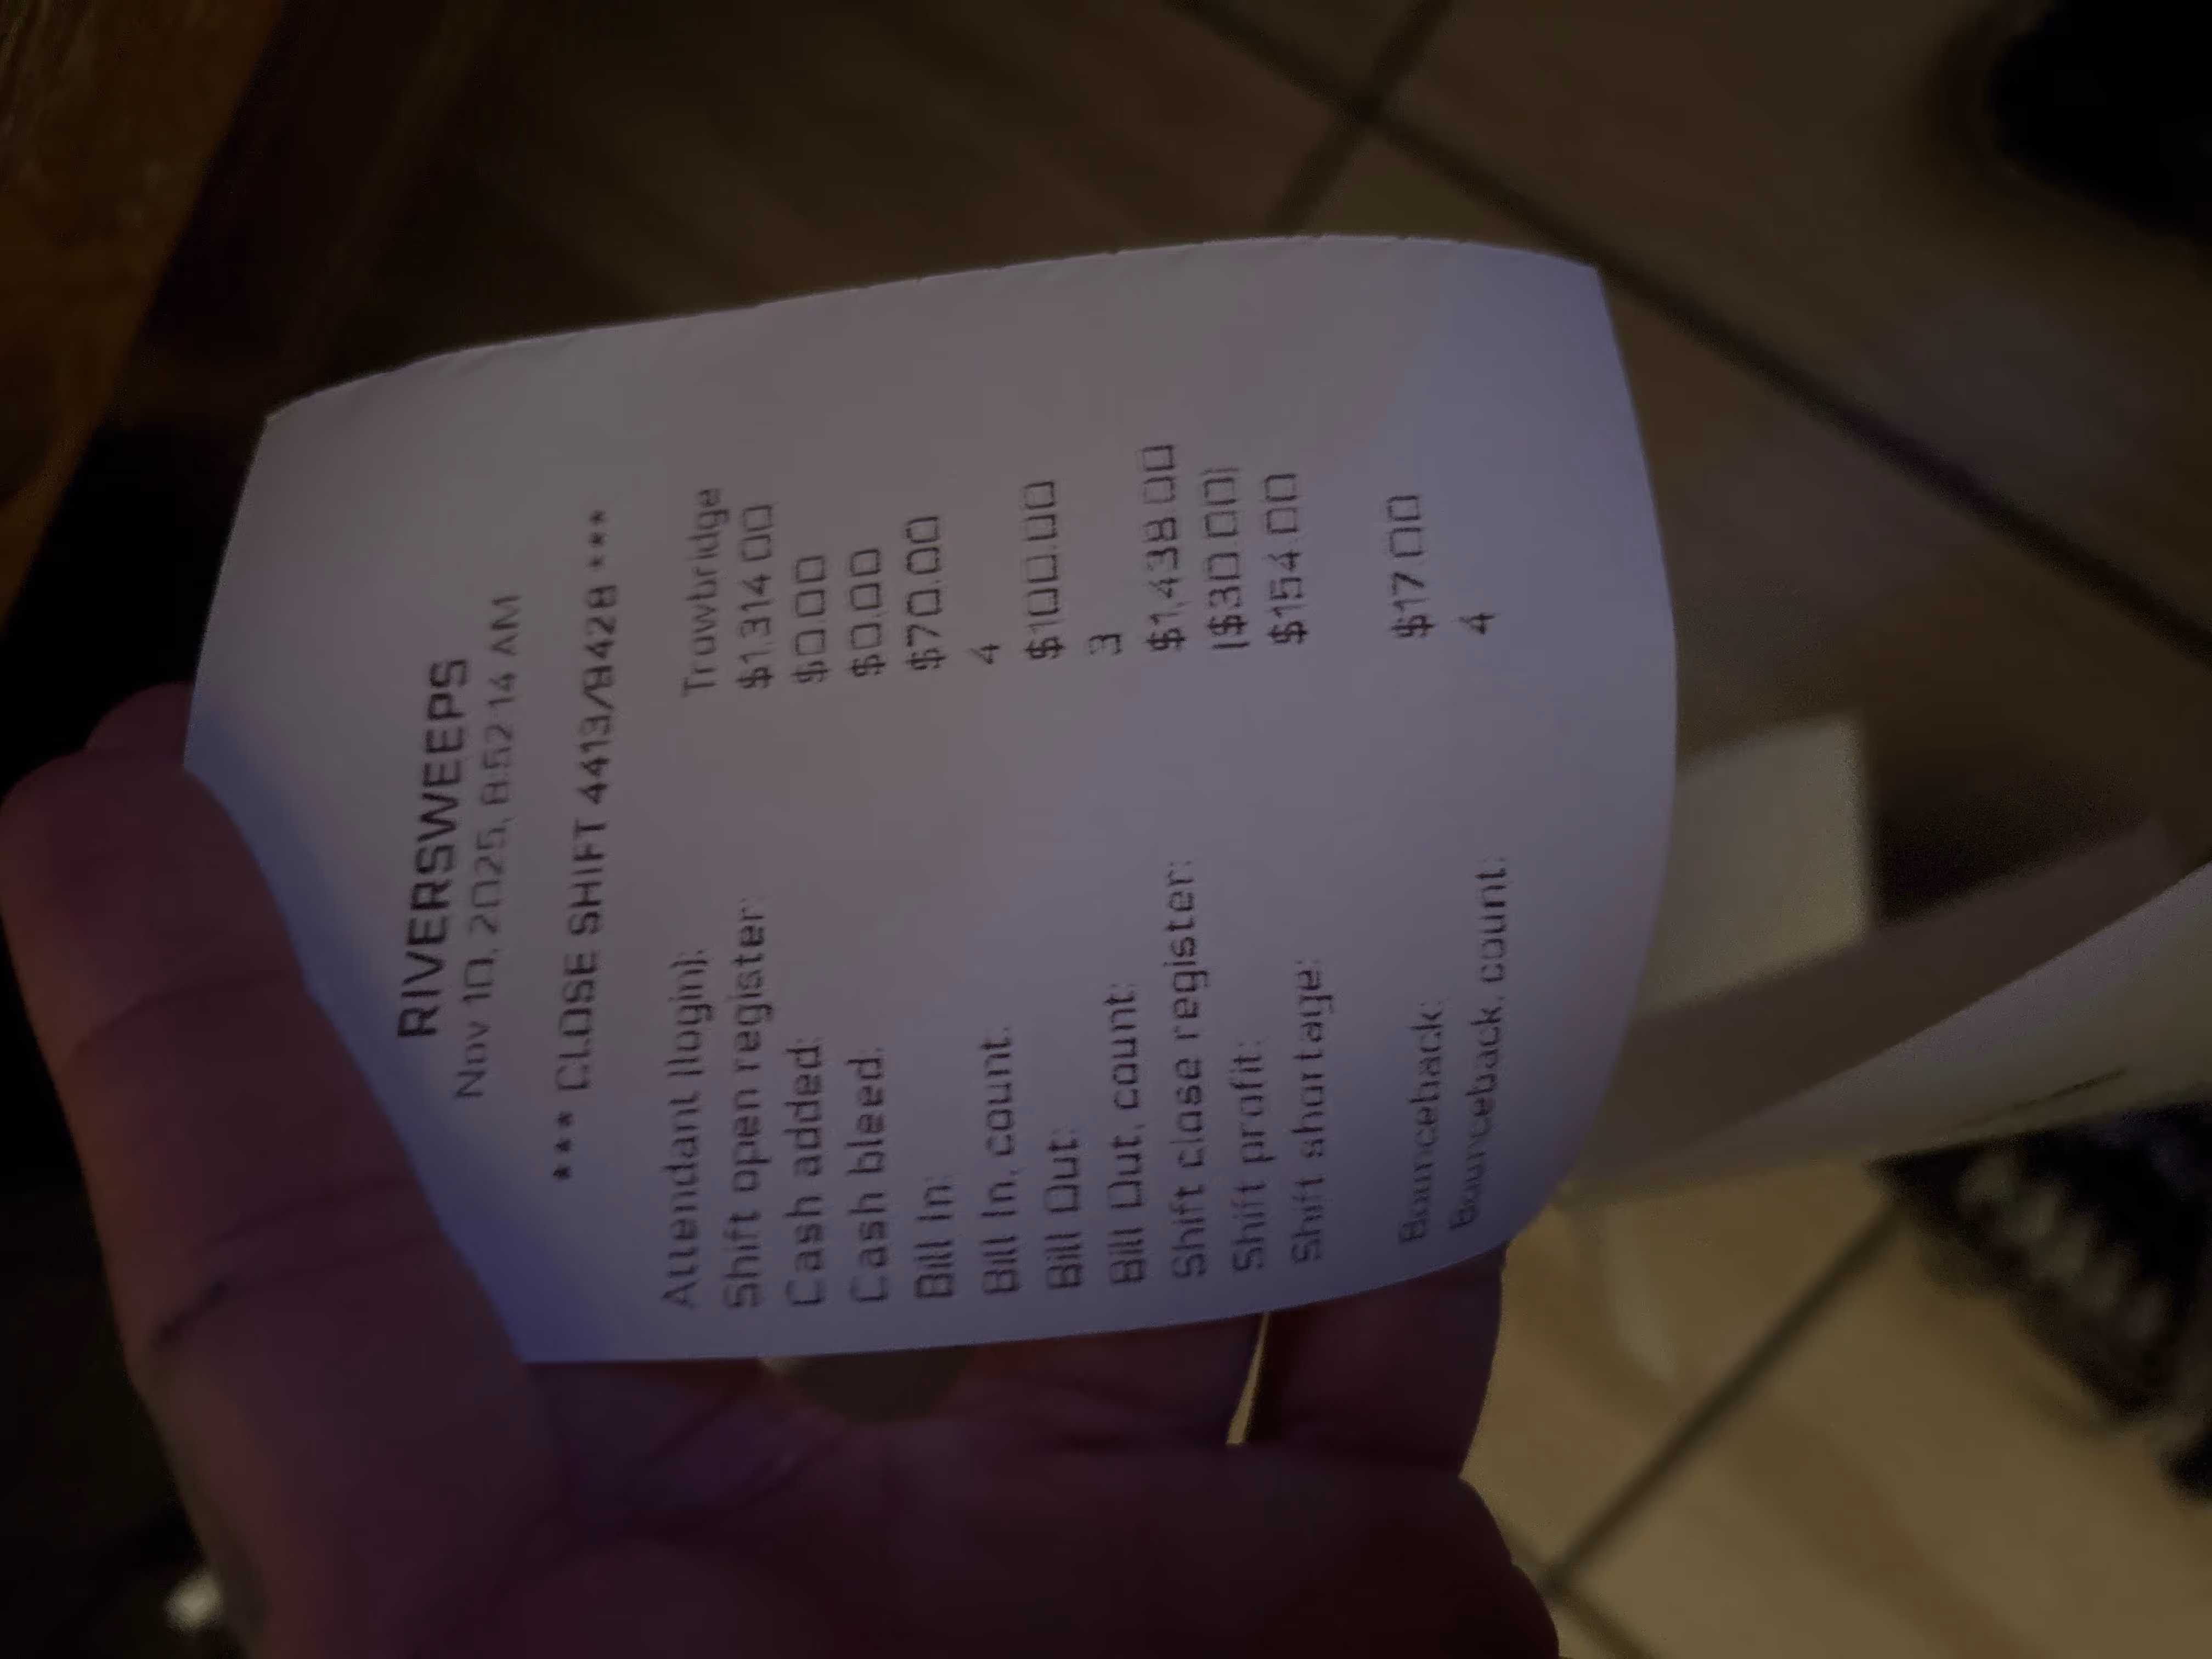 RIVERSWEEPS
Nov 10, 2025, 8:52:14 AM
*** CLOSE SHIFT 4413/8428 ***
Attendant (login): Truwbridge
Shift open register: $1,314.00
Cash added: $0.00
Cash bleed: $0.00
Bill In: $70.00
Bill In, count: 4
Bill Out: $100.00
Bill Out, count: 3
Shift close register: $1,438.00
Shift profit: ($30.00)
Shift shortage: $154.00
Bounceback: $17.00
Bounceback, count: 4